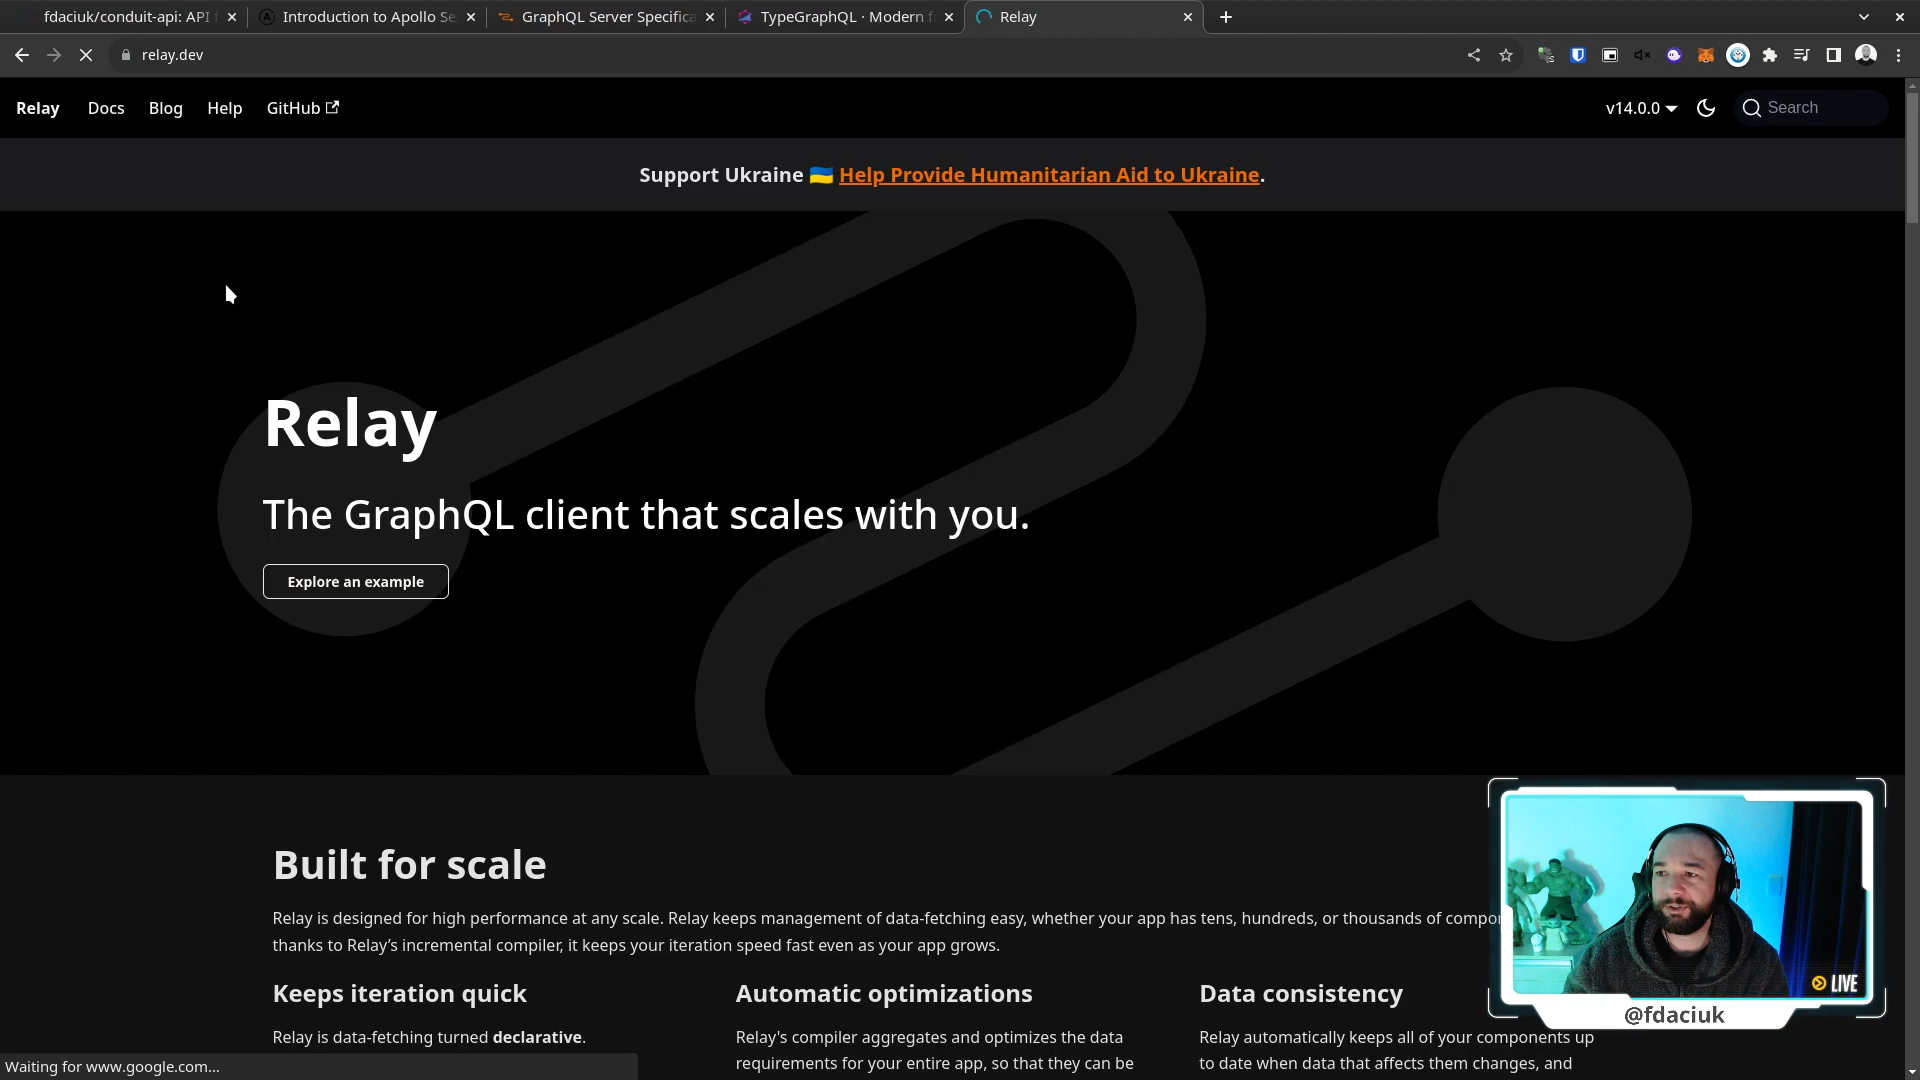 fdaciuk/conduit-api: API
Introduction to Apollo Se
GraphQL Server Specifica
TypeGraphQL · Modern f
Relay
relay.dev
Relay
Docs
Blog
Help
GitHub
v14.0.0
Search
Support Ukraine 🇺🇦 Help Provide Humanitarian Aid to Ukraine.
Relay
The GraphQL client that scales with you.
Explore an example
Built for scale
Relay is designed for high performance at any scale. Relay keeps management of data-fetching easy, whether your app has tens, hundreds, or thousands of compon
thanks to Relay’s incremental compiler, it keeps your iteration speed fast even as your app grows.
Keeps iteration quick
Relay is data-fetching turned declarative.
Automatic optimizations
Relay's compiler aggregates and optimizes the data
requirements for your entire app, so that they can be
Data consistency
Relay automatically keeps all of your components up
to date when data that affects them changes, and
LIVE
@fdaciuk
Waiting for www.google.com...